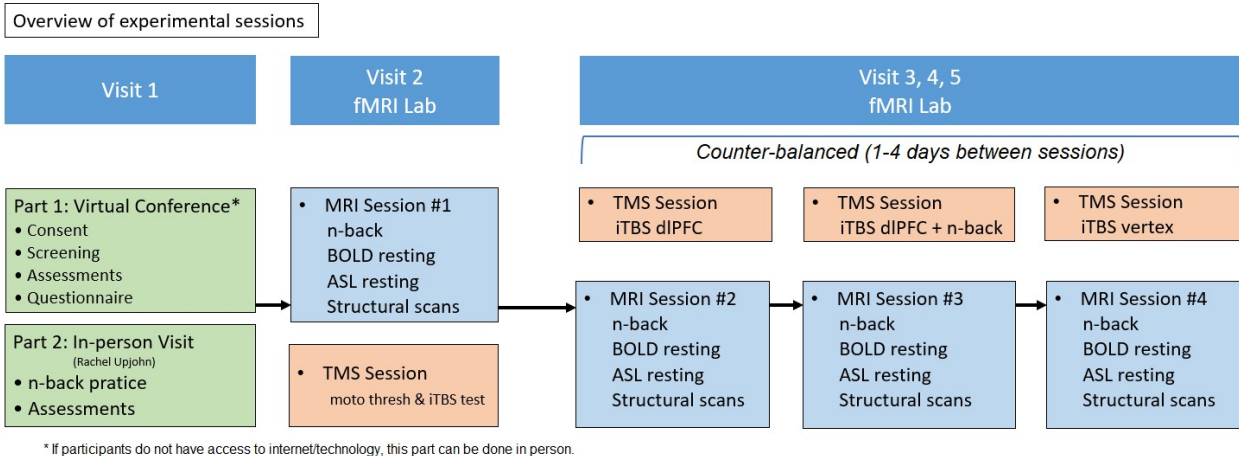 Overview of experimental sessions
Visit 1
Visit 2
fMRI Lab
Visit 3, 4, 5
fMRI Lab
Counter-balanced (1-4 days between sessions)
Part 1: Virtual Conference*
• Consent
• Screening
• Assessments
• Questionnaire
Part 2: In-person Visit
(Rachel Upjohn)
• n-back pratice
• Assessments
• MRI Session #1
n-back
BOLD resting
ASL resting
Structural scans
• TMS Session
moto thresh & iTBS test
• TMS Session
iTBS dlPFC
• MRI Session #2
n-back
BOLD resting
ASL resting
Structural scans
• TMS Session
iTBS dlPFC + n-back
• MRI Session #3
n-back
BOLD resting
ASL resting
Structural scans
• TMS Session
iTBS vertex
• MRI Session #4
n-back
BOLD resting
ASL resting
Structural scans
* If participants do not have access to internet/technology, this part can be done in person.